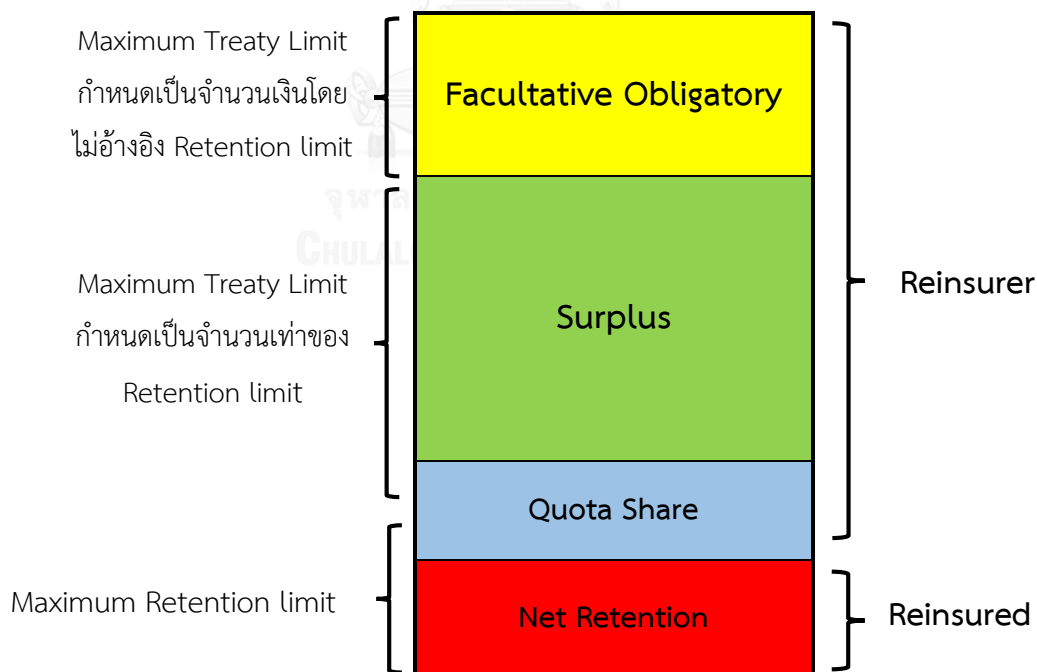 Maximum Treaty Limit
กำหนดเป็นจำนวนเงินโดย
ไม่อ้างอิง Retention limit
Facultative Obligatory
Maximum Treaty Limit
กำหนดเป็นจำนวนเท่าของ
Retention limit
Surplus
Reinsurer
Quota Share
Maximum Retention limit
Net Retention
Reinsured